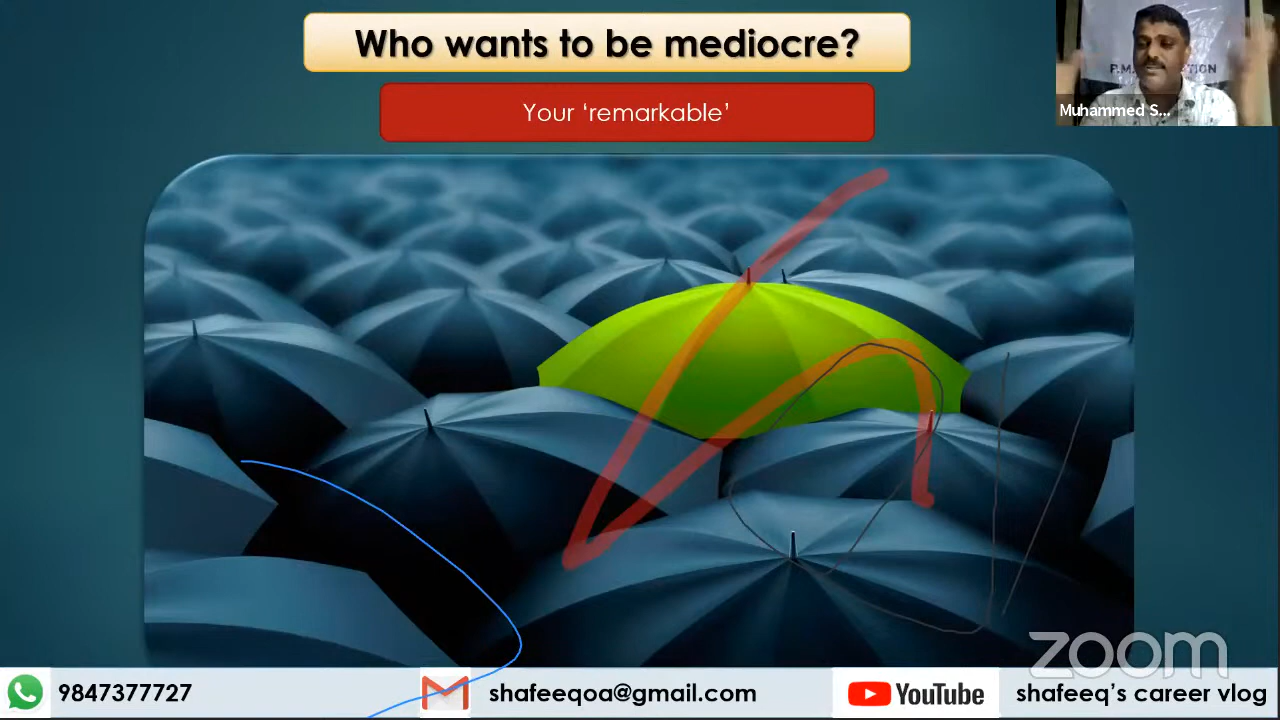 Who wants to be mediocre?
Your ‘remarkable’
Muhammed S...
9847377727
shafeeqoa@gmail.com
YouTube
shafeeq’s career vlog
zoom